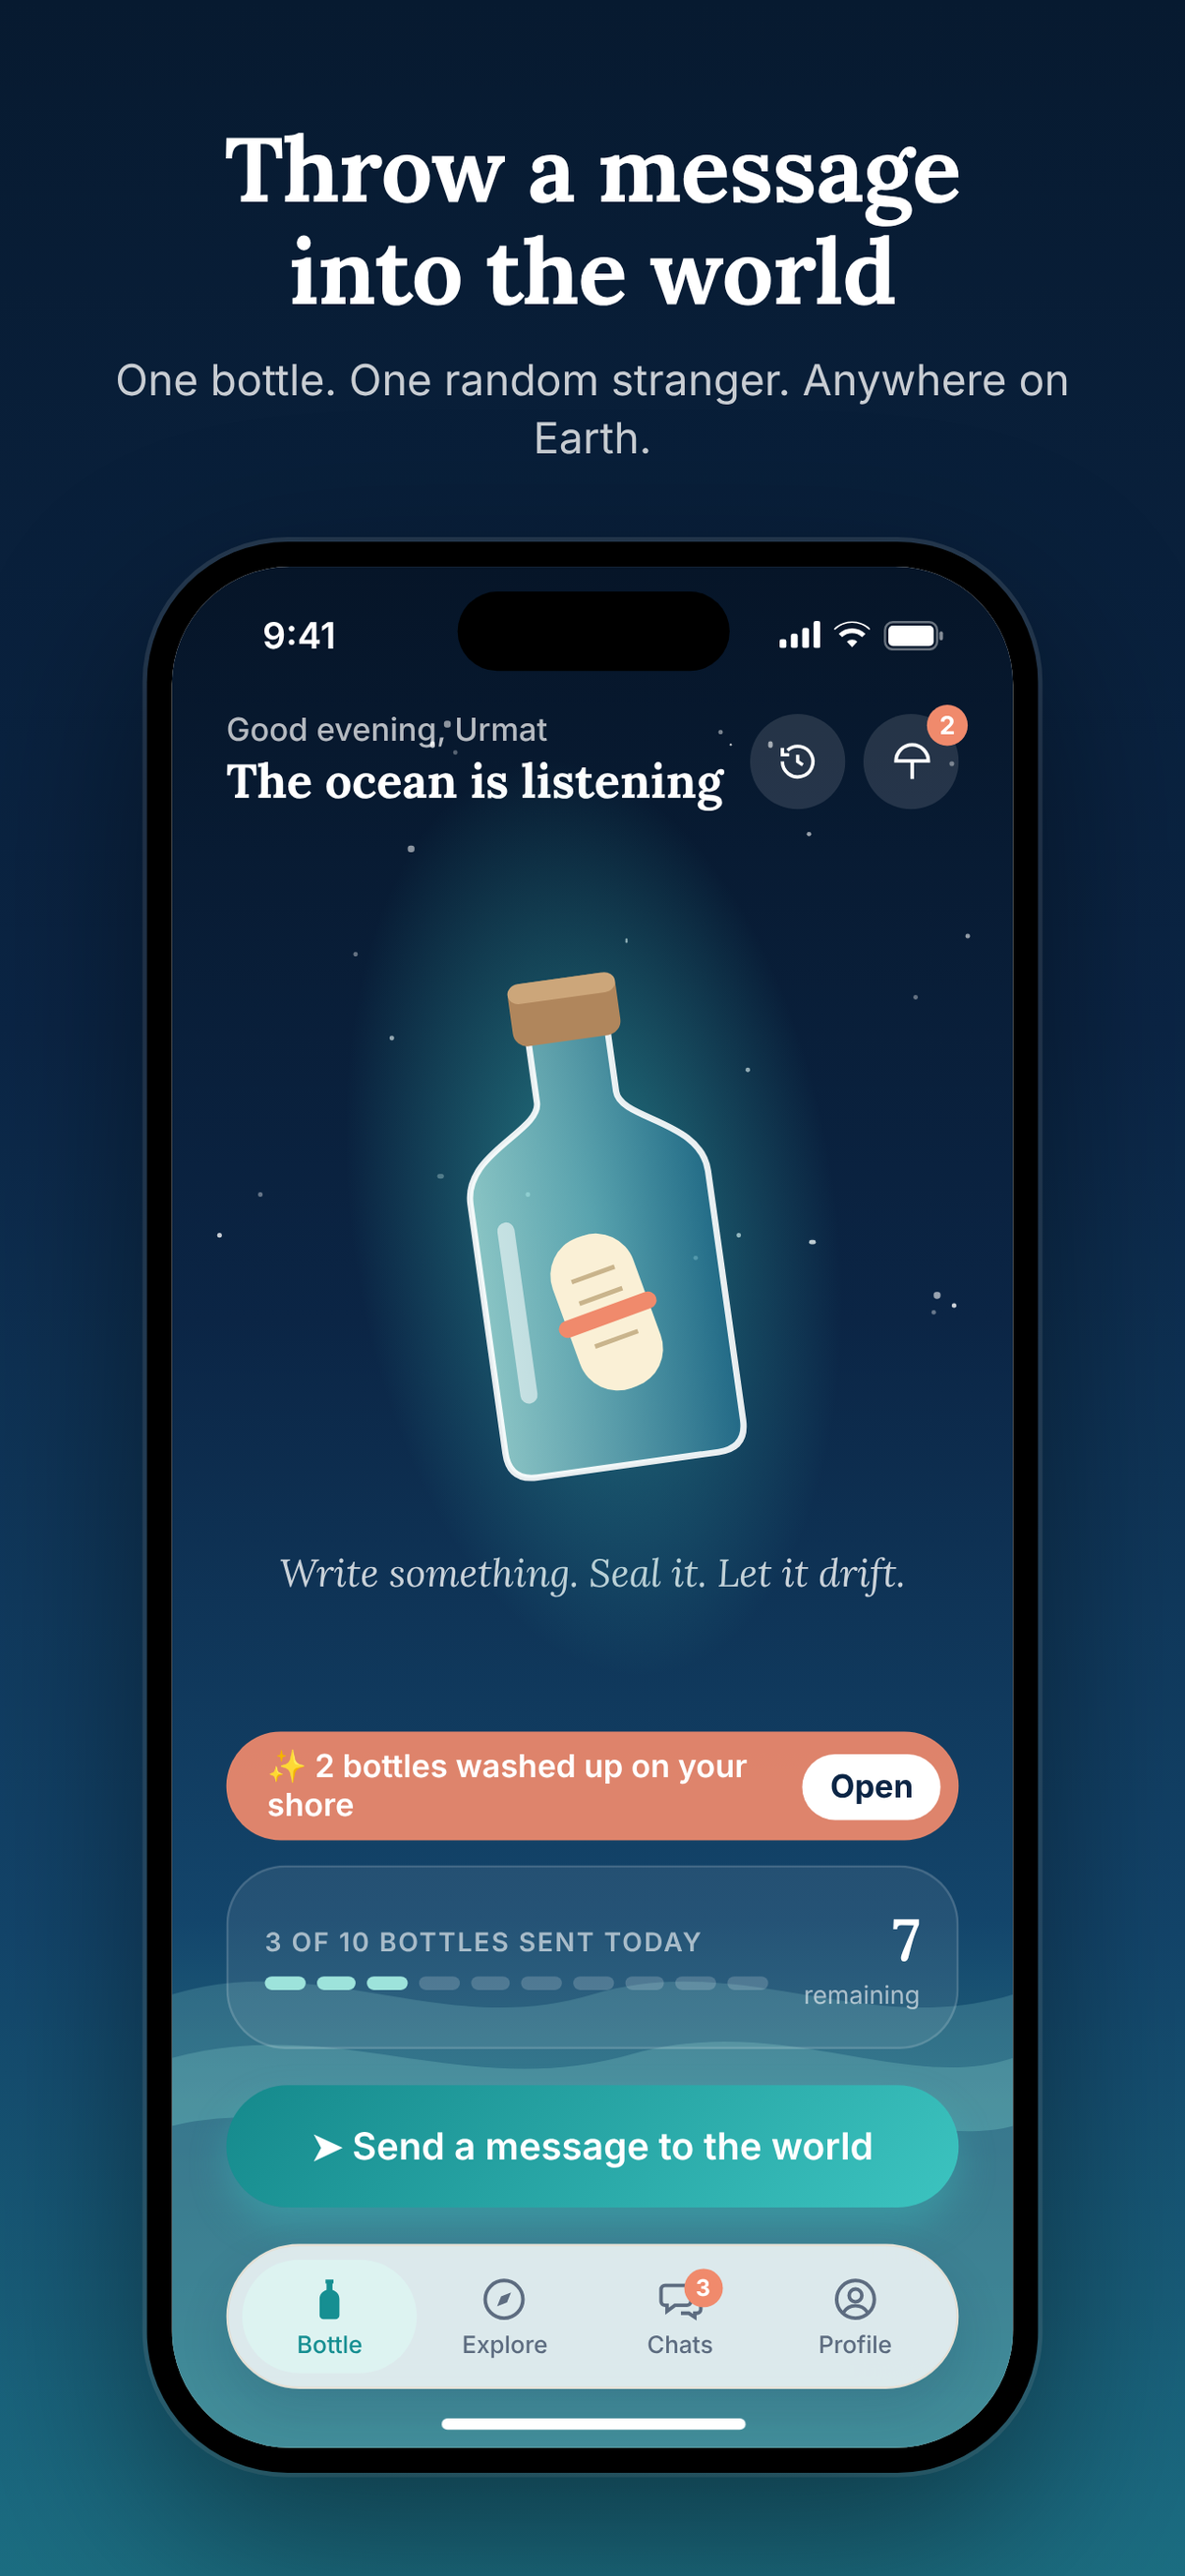 Throw a message
into the world
One bottle. One random stranger. Anywhere on
Earth.
9:41
Good evening, Urmat
The ocean is listening
2
Write something. Seal it. Let it drift.
✨ 2 bottles washed up on your
shore
Open
3 OF 10 BOTTLES SENT TODAY
7
remaining
➤ Send a message to the world
Bottle
Explore
3
Chats
Profile